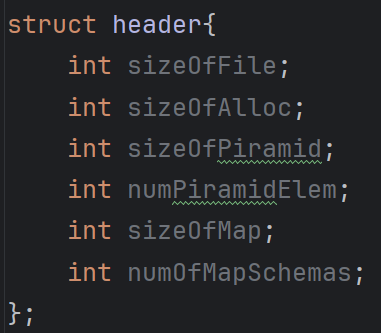 struct header{
    int sizeOfFile;
    int sizeOfAlloc;
    int sizeOfPiramid;
    int numPiramidElem;
    int sizeOfMap;
    int numOfMapSchemas;
};